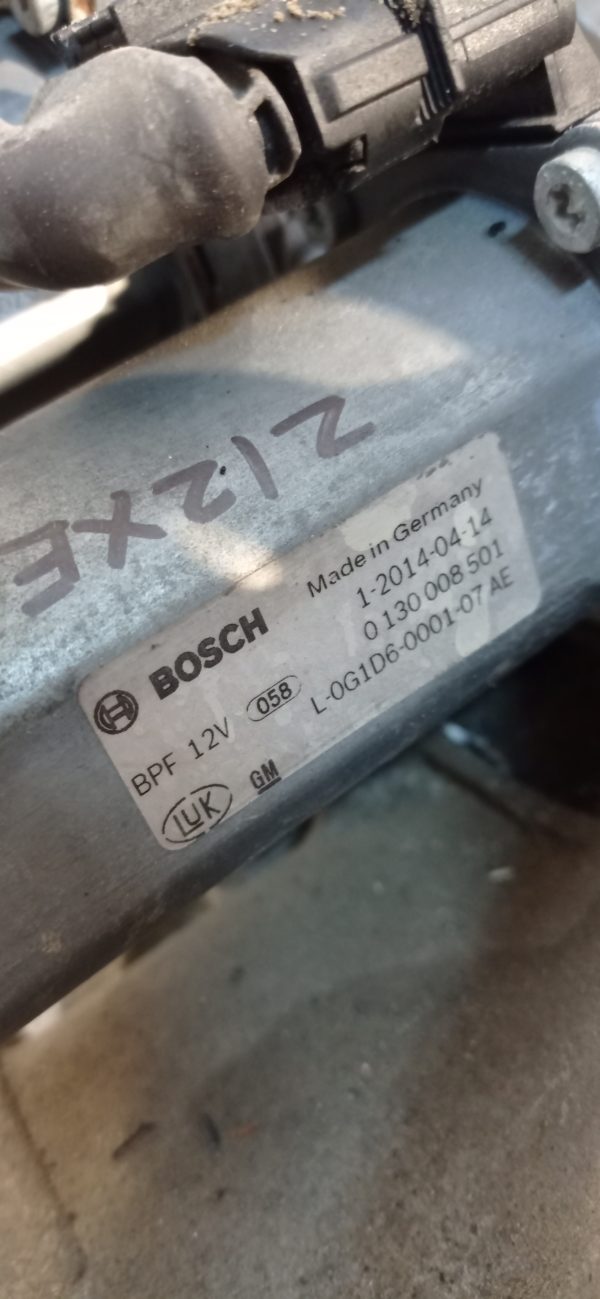 Z12XE
Made in Germany
BOSCH 1-2014-04-14
0 130 008 501
BPF 12V 058 L-0G1D6-0001-07 AE
LUK GM